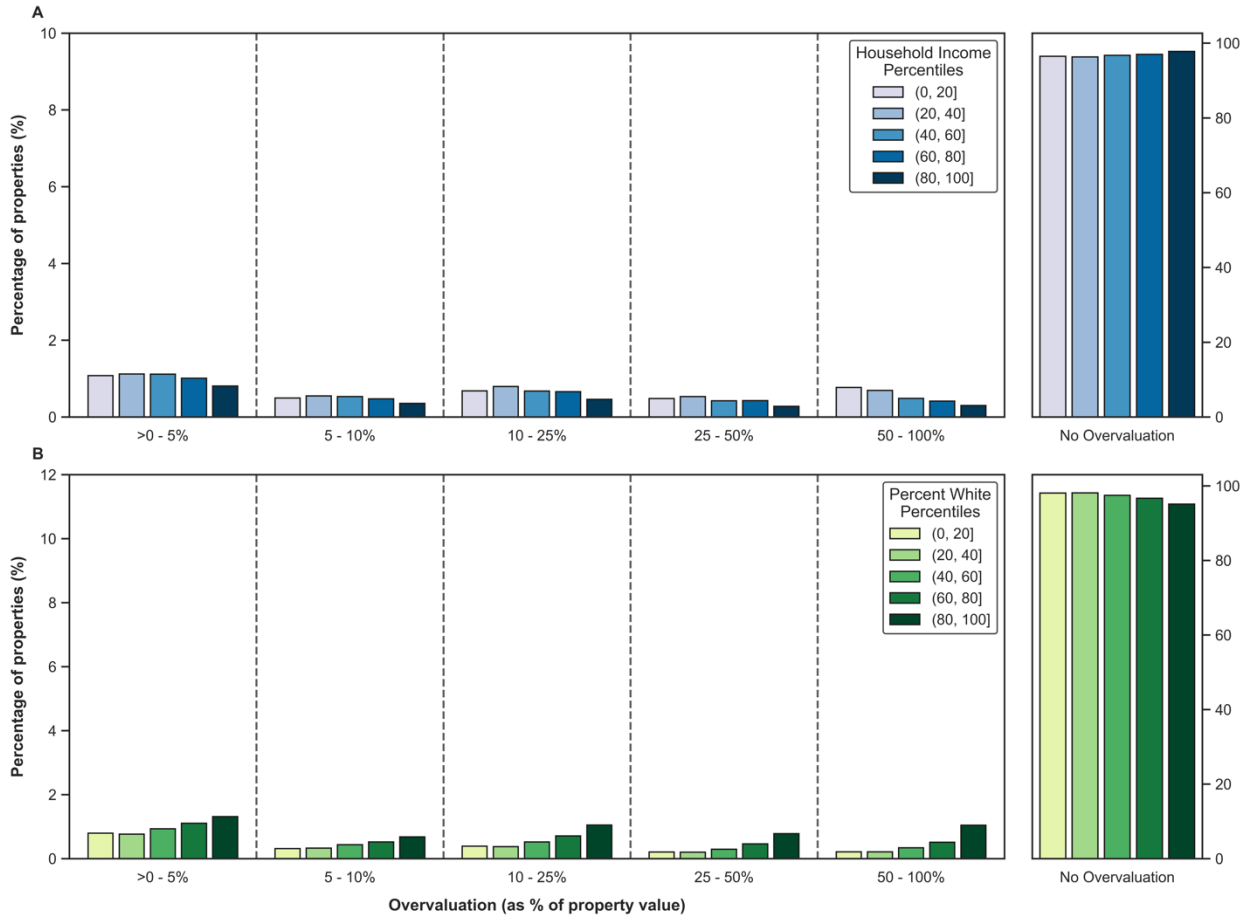 A
Percentage of properties (%)
10
8
6
4
2
0
Household Income
Percentiles
(0, 20]
(20, 40]
(40, 60]
(60, 80]
(80, 100]
100
80
60
40
20
0
>0 - 5%
5 - 10%
10 - 25%
25 - 50%
50 - 100%
No Overvaluation
B
Percentage of properties (%)
12
10
8
6
4
2
0
Percent White
Percentiles
(0, 20]
(20, 40]
(40, 60]
(60, 80]
(80, 100]
100
80
60
40
20
0
>0 - 5%
5 - 10%
10 - 25%
25 - 50%
50 - 100%
No Overvaluation
Overvaluation (as % of property value)